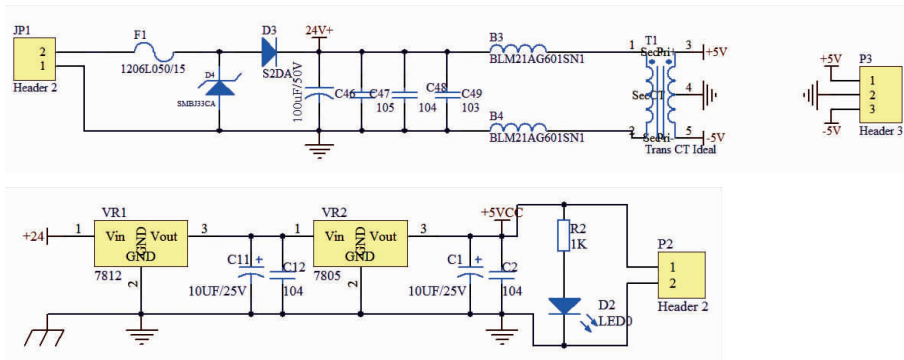 JP1
2
1
Header 2
F1
1206L050/15
D4
SMBJ33CA
D3
S2DA
24V+
100uF/50V
C46
C47
105
C48
104
C49
103
B3
BLM21AG601SN1
B4
BLM21AG601SN1
T1
1
SecPri+
3
+5V
SecCT
4
2
SecPri-
5
-5V
Trans CT Ideal
P3
+5V
1
2
3
-5V
Header 3
+24
1
VR1
Vin
GND
Vout
GND
3
7812
2
C11
+
10UF/25V
C12
104
1
VR2
Vin
GND
Vout
GND
3
7805
2
+5VCC
C1
+
10UF/25V
C2
104
R2
1K
D2
LED0
P2
1
2
Header 2